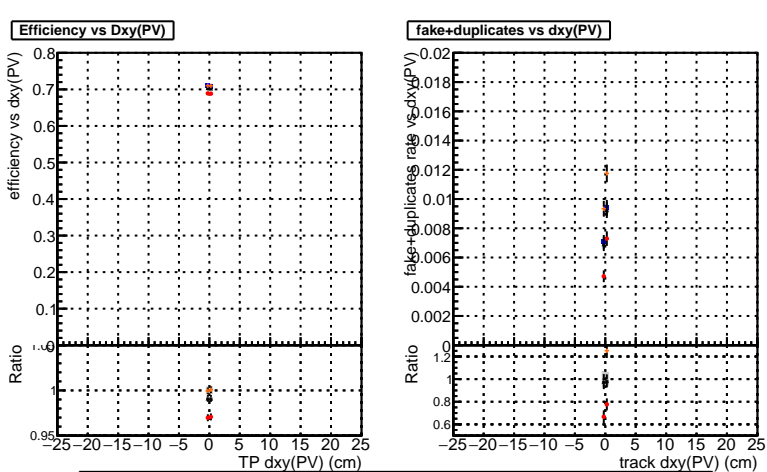 Efficiency vs Dxy(PV)
efficiency vs dxy(PV)
0.8
0.7
0.6
0.5
0.4
0.3
0.2
0.1
0
Ratio
1
0.95
−25 −20 −15 −10 −5 0 5 10 15 20 25
TP dxy(PV) (cm)
fake+duplicates vs dxy(PV)
fake+duplicates rate vs dxy(PV)
0.02
0.018
0.016
0.014
0.012
0.01
0.008
0.006
0.004
0.002
0
Ratio
1.2
1
0.8
0.6
−25 −20 −15 −10 −5 0 5 10 15 20 25
track dxy(PV) (cm)